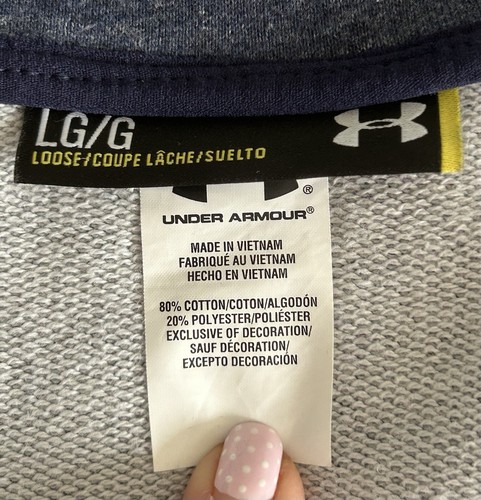 LG/G
LOOSE/COUPE LÂCHE/SUELTO
®
UNDER ARMOUR®
MADE IN VIETNAM
FABRIQUÉ AU VIETNAM
HECHO EN VIETNAM
80% COTTON/COTON/ALGODÓN
20% POLYESTER/POLIÉSTER
EXCLUSIVE OF DECORATION/
SAUF DÉCORATION/
EXCEPTO DECORACIÓN